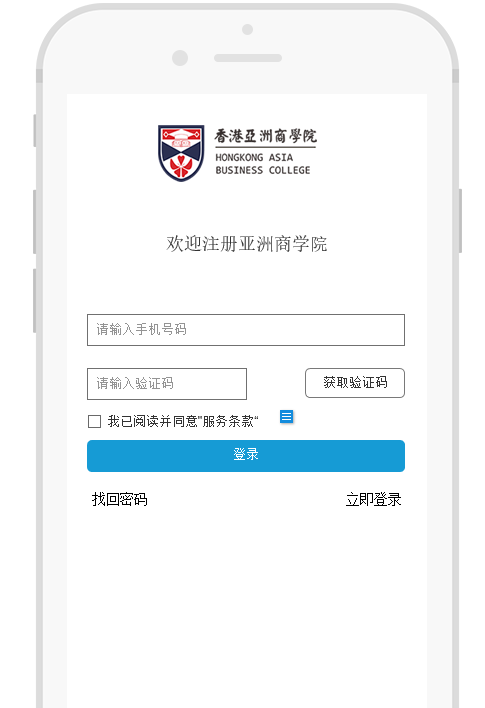 香港亞洲商學院
HONGKONG ASIA
BUSINESS COLLEGE
欢迎注册亚洲商学院
请输入手机号码
请输入验证码
获取验证码
我已阅读并同意"服务条款“
登录
找回密码
立即登录